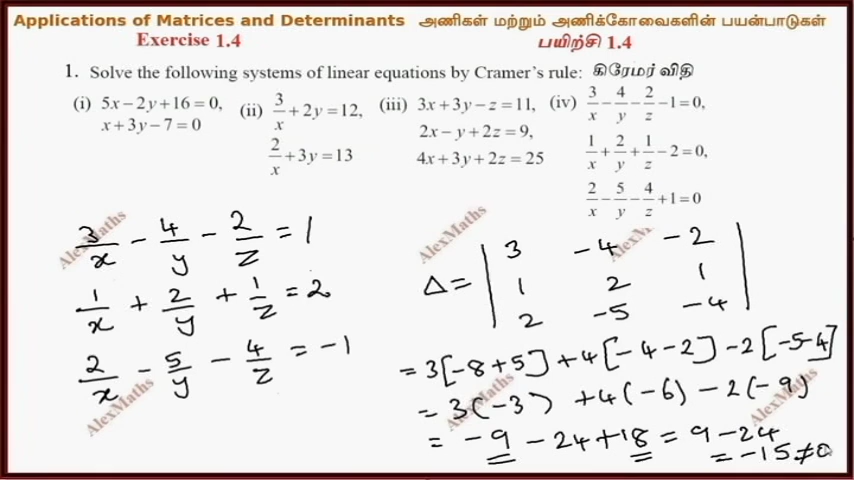 Applications of Matrices and Determinants அணிகள் மற்றும் அணிக்கோவைகளின் பயன்பாடுகள்
Exercise 1.4 பயிற்சி 1.4
1. Solve the following systems of linear equations by Cramer's rule: கிரேமர் விதி
(i) 5x − 2y + 16 = 0,
x + 3y − 7 = 0
(ii) 3/x + 2y = 12,
2/x + 3y = 13
(iii) 3x + 3y − z = 11,
2x − y + 2z = 9,
4x + 3y + 2z = 25
(iv) 3/x − 4/y − 2/z − 1 = 0,
1/x + 2/y + 1/z − 2 = 0,
2/x − 5/y − 4/z + 1 = 0
3/x − 4/y − 2/z = 1
1/x + 2/y + 1/z = 2
2/x − 5/y − 4/z = −1
Δ = | 3 −4 −2 |
| 1 2 1 |
| 2 −5 −4 |
= 3[−8+5] + 4[−4−2] − 2[−5−4]
= 3(−3) + 4(−6) − 2(−9)
= −9 − 24 + 18 = 9 − 24
= −15 ≠ 0
AlexMaths
AlexMaths
AlexMaths
AlexMaths
AlexMaths
AlexMaths